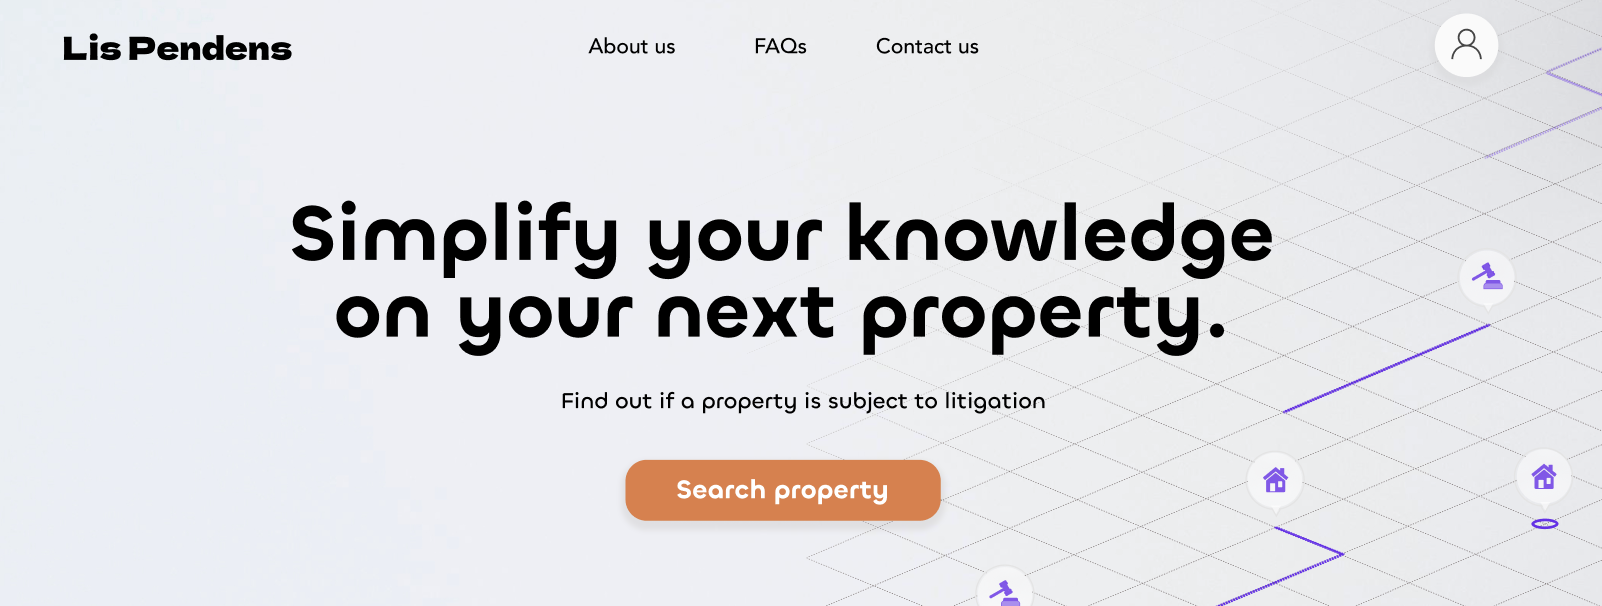 Lis Pendens
About us
FAQs
Contact us
Simplify your knowledge
on your next property.
Find out if a property is subject to litigation
Search property